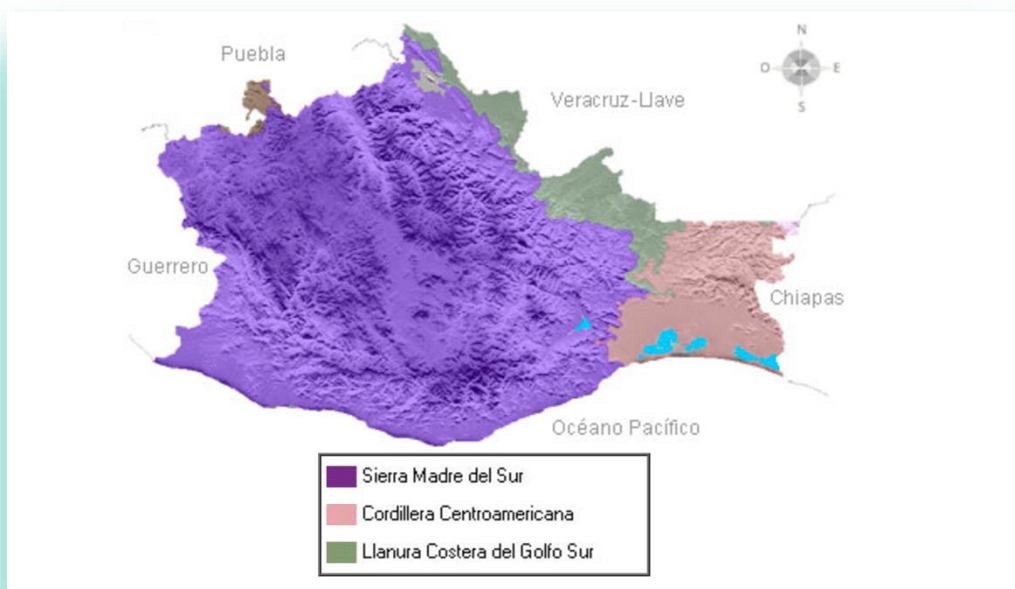 Puebla
N
O
E
S
Veracruz-Llave
Guerrero
Chiapas
Océano Pacífico
Sierra Madre del Sur
Cordillera Centroamericana
Llanura Costera del Golfo Sur